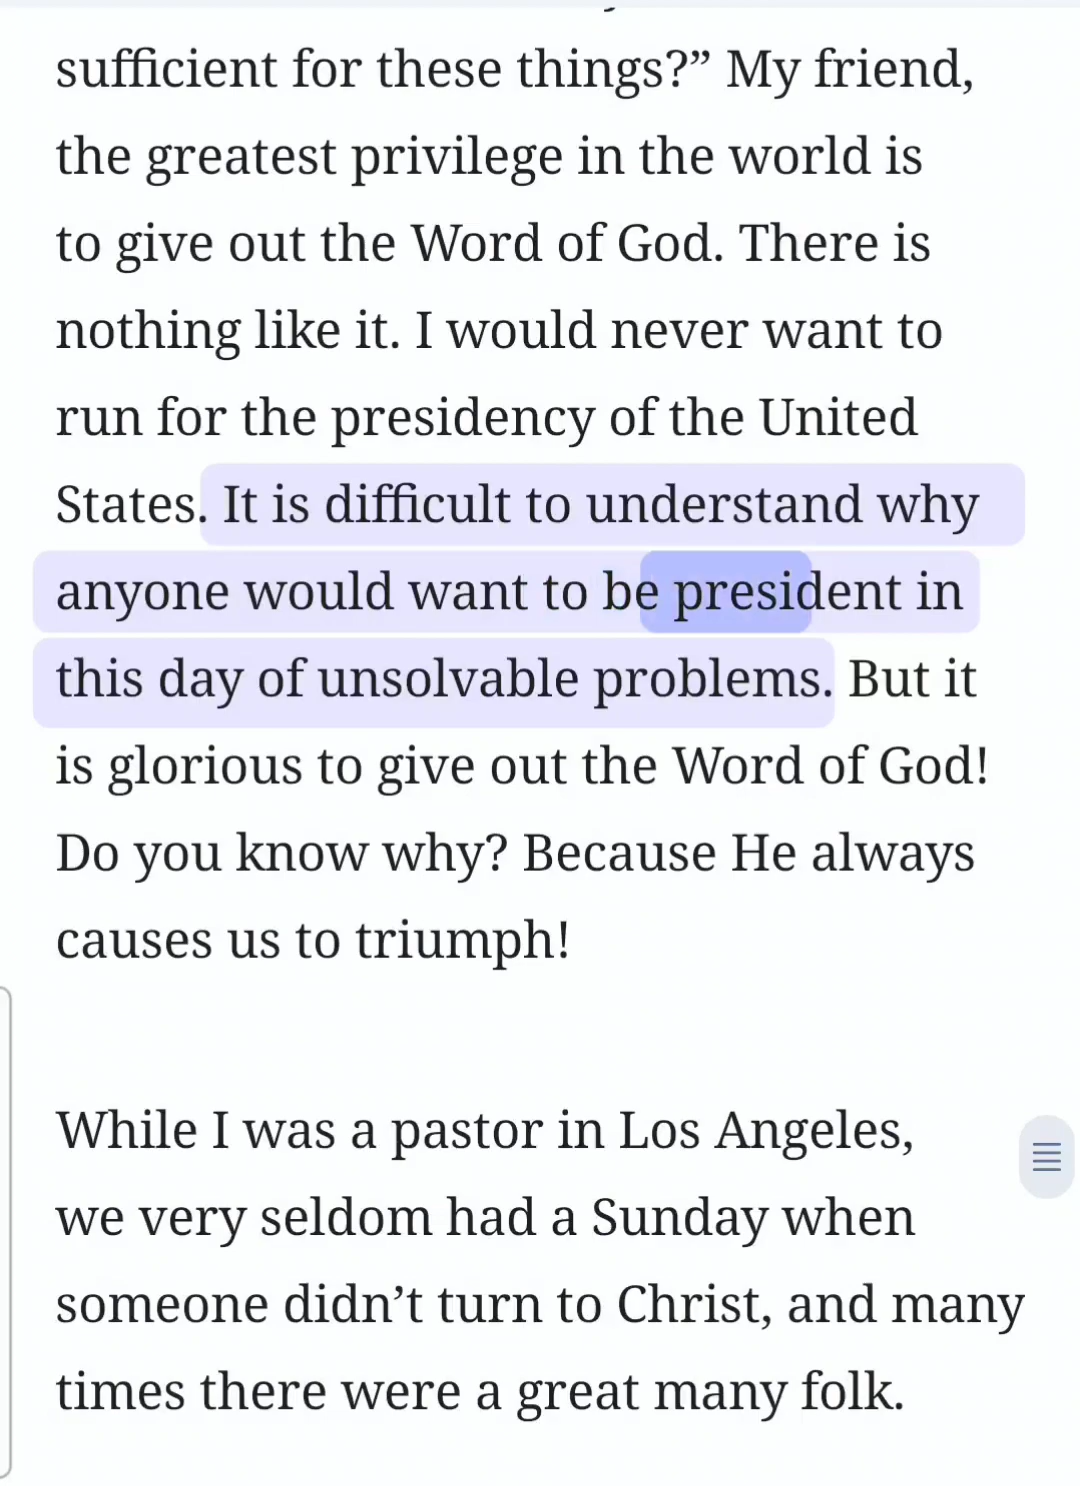 sufficient for these things?” My friend,
the greatest privilege in the world is
to give out the Word of God. There is
nothing like it. I would never want to
run for the presidency of the United
States. It is difficult to understand why
anyone would want to be president in
this day of unsolvable problems. But it
is glorious to give out the Word of God!
Do you know why? Because He always
causes us to triumph!
While I was a pastor in Los Angeles,
we very seldom had a Sunday when
someone didn’t turn to Christ, and many
times there were a great many folk.